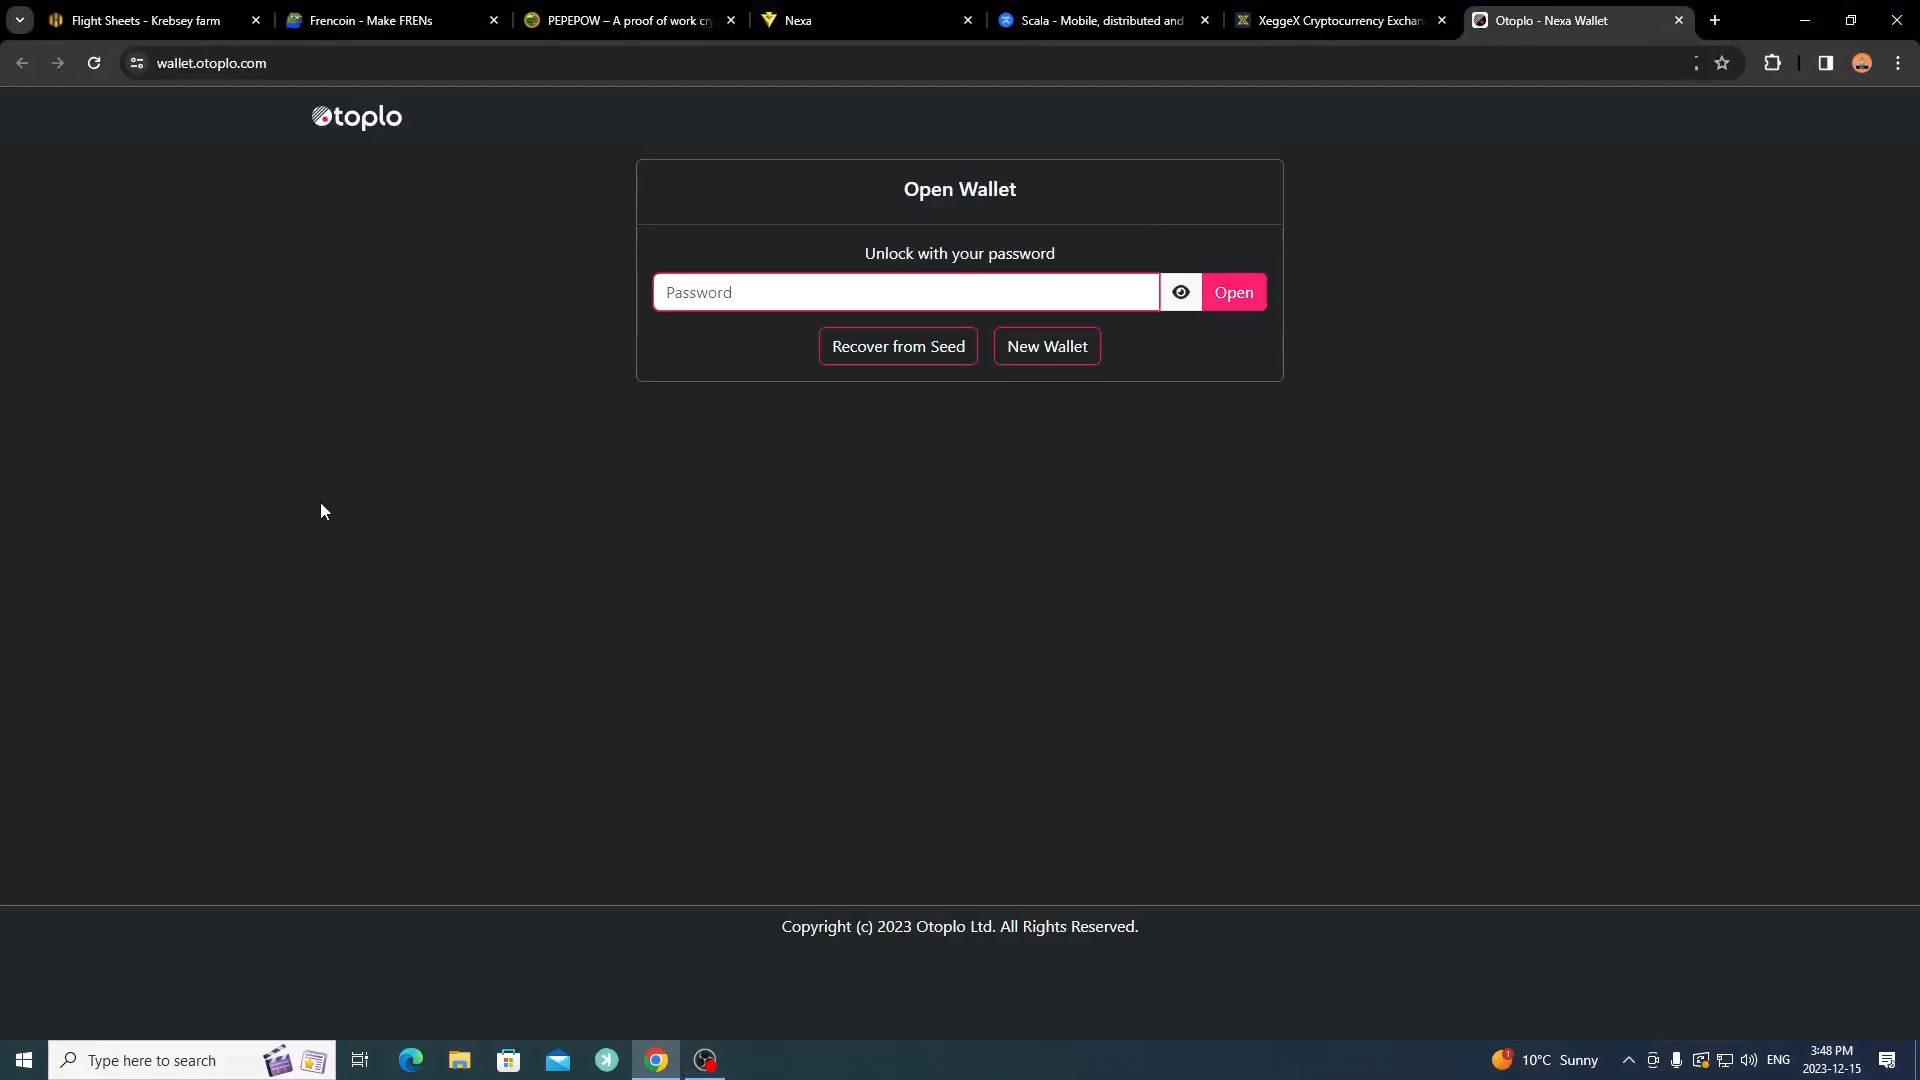 Flight Sheets - Krebsey farm
Frencoin - Make FRENs
PEPEPOW – A proof of work cr
Nexa
Scala - Mobile, distributed and
XeggeX Cryptocurrency Exchan
Otoplo - Nexa Wallet
wallet.otoplo.com
otoplo
Open Wallet
Unlock with your password
Password
Open
Recover from Seed
New Wallet
Copyright (c) 2023 Otoplo Ltd. All Rights Reserved.
Type here to search
1
10°C Sunny
ENG
3:48 PM
2023-12-15